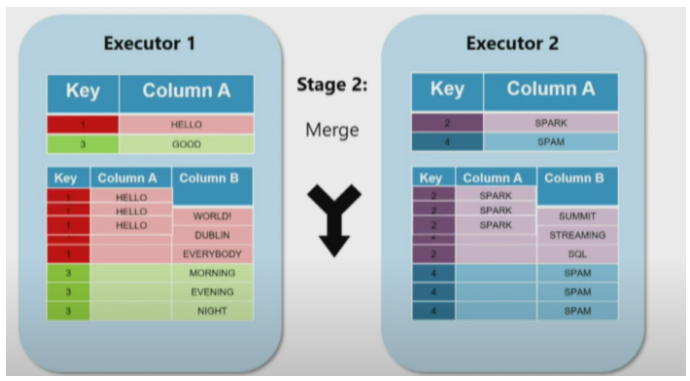 Executor 1
Key Column A
1 HELLO
3 GOOD
Key Column A Column B
1 HELLO
1 HELLO WORLD!
1 HELLO
DUBLIN
1 EVERYBODY
3 MORNING
3 EVENING
3 NIGHT
Stage 2:
Merge
Executor 2
Key Column A
2 SPARK
4 SPAM
Key Column A Column B
2 SPARK
2 SPARK SUMMIT
2 SPARK
STREAMING
2 SQL
4 SPAM
4 SPAM
4 SPAM